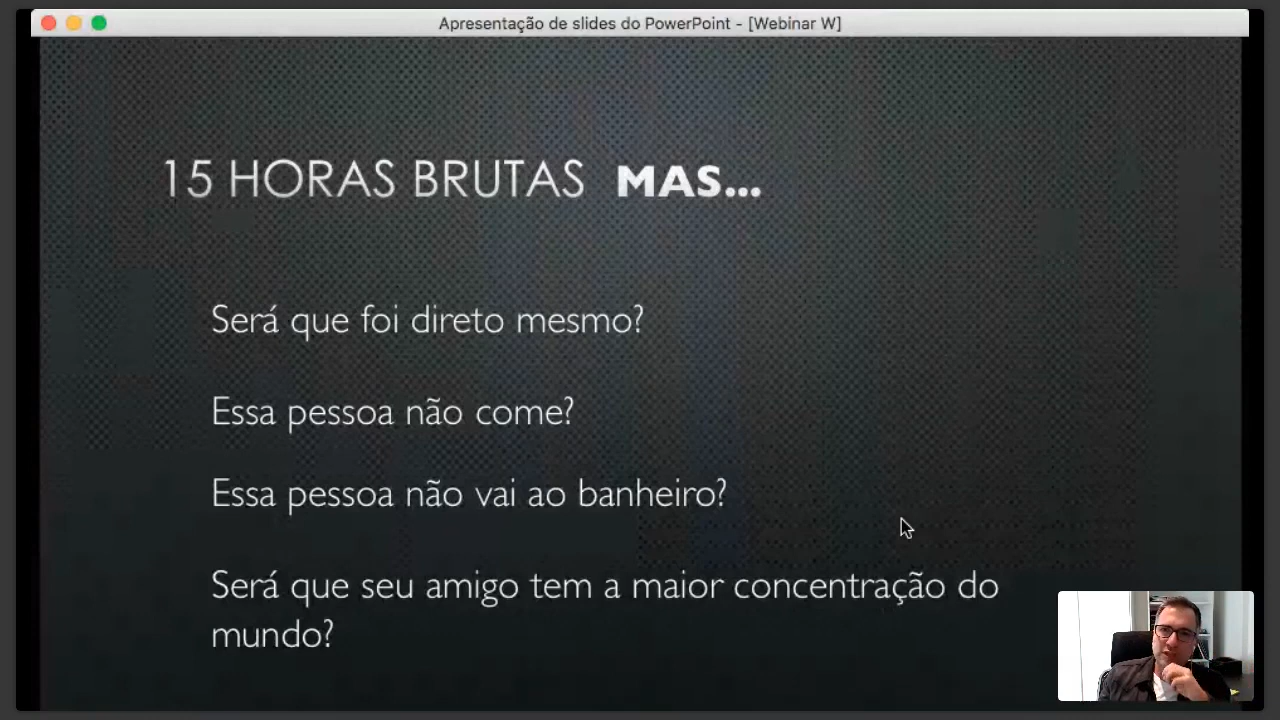 Apresentação de slides do PowerPoint - [Webinar W]
15 HORAS BRUTAS MAS...
Será que foi direto mesmo?
Essa pessoa não come?
Essa pessoa não vai ao banheiro?
Será que seu amigo tem a maior concentração do
mundo?